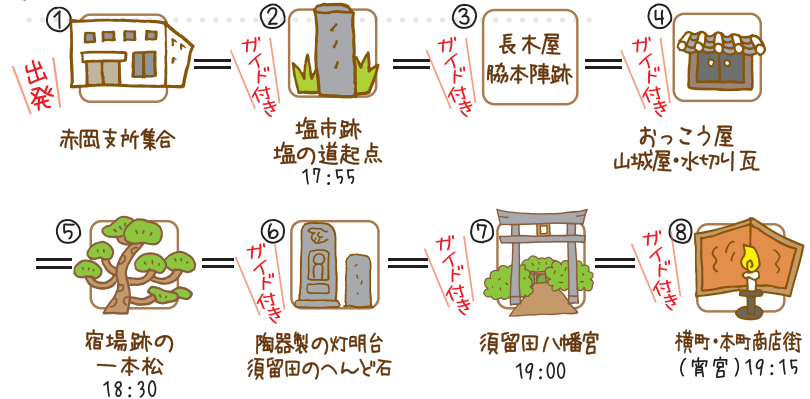 ①
出発
赤岡支所集合
②
ガイド付き
塩市跡
塩の道起点
17:55
③
ガイド付き
長木屋
脇本陣跡
④
ガイド付き
おっこう屋
山城屋・水切り瓦
⑤
宿場跡の
一本松
18:30
⑥
ガイド付き
陶器製の灯明台
須留田のへんど石
⑦
ガイド付き
須留田八幡宮
19:00
⑧
ガイド付き
横町・本町商店街
(宵宮)19:15